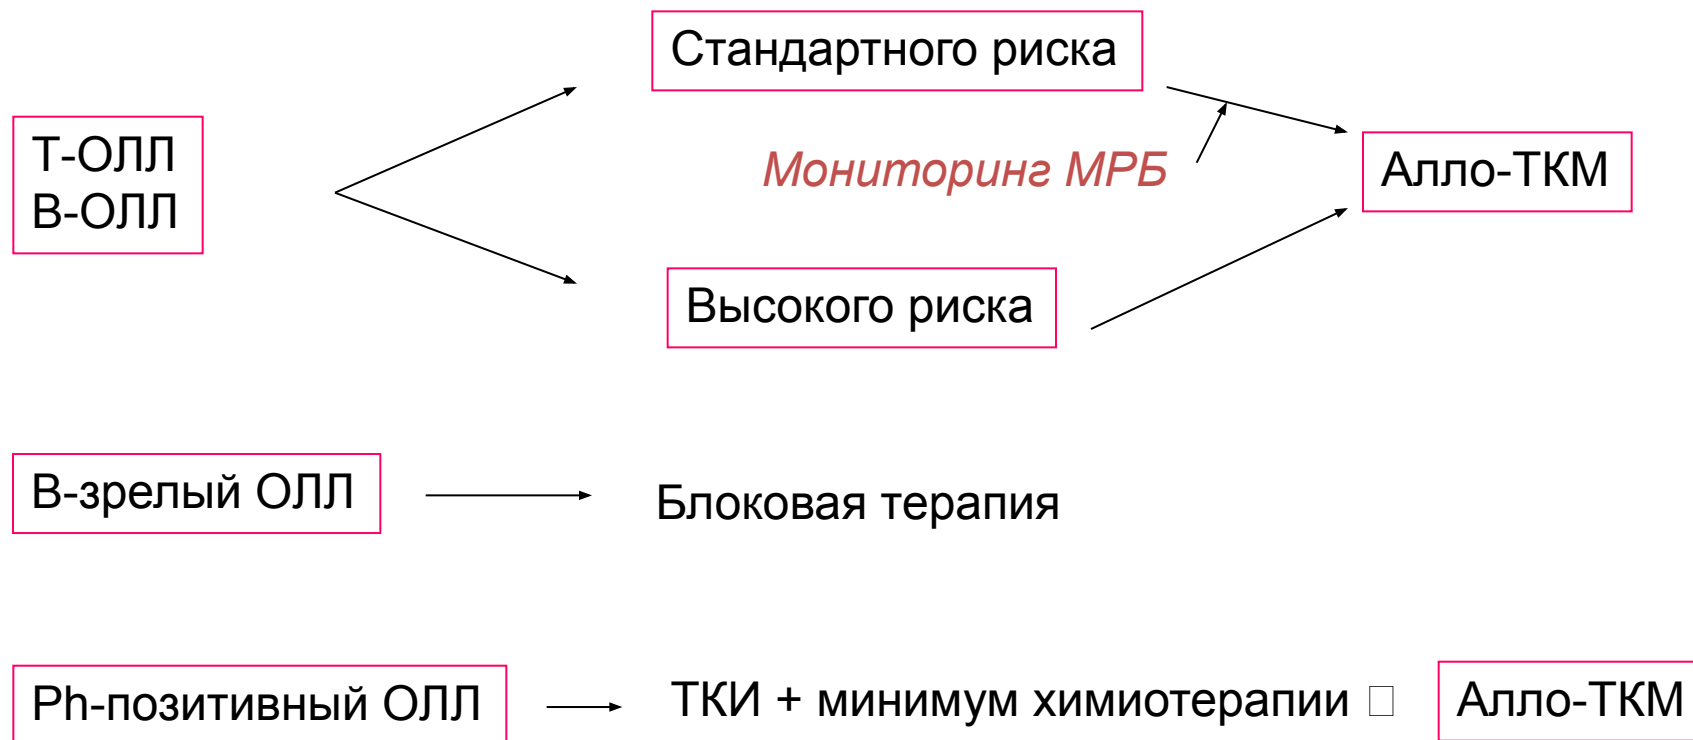 Стандартного риска
Т-ОЛЛ
В-ОЛЛ
Мониторинг МРБ
Алло-ТКМ
Высокого риска
В-зрелый ОЛЛ
Блоковая терапия
Ph-позитивный ОЛЛ
ТКИ + минимум химиотерапии □
Алло-ТКМ